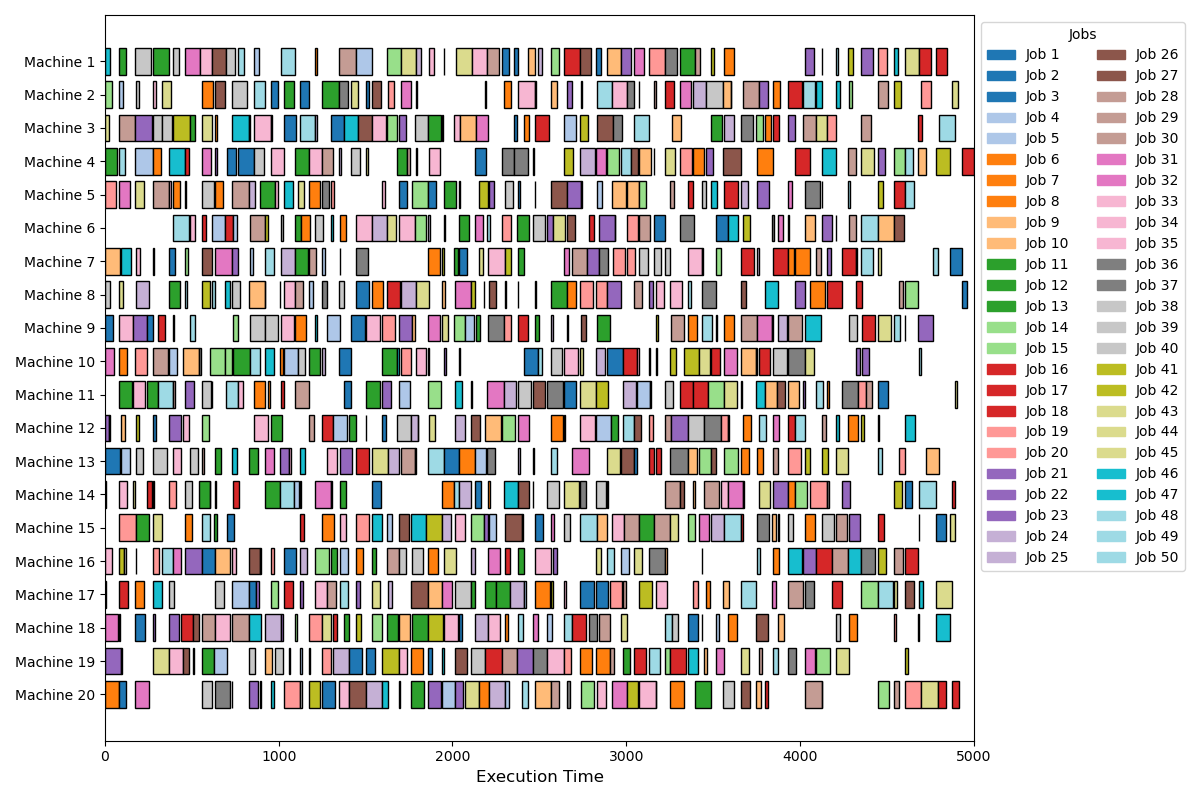 Machine 1
Machine 2
Machine 3
Machine 4
Machine 5
Machine 6
Machine 7
Machine 8
Machine 9
Machine 10
Machine 11
Machine 12
Machine 13
Machine 14
Machine 15
Machine 16
Machine 17
Machine 18
Machine 19
Machine 20
0 1000 2000 3000 4000 5000
Execution Time
Jobs
Job 1 Job 26
Job 2 Job 27
Job 3 Job 28
Job 4 Job 29
Job 5 Job 30
Job 6 Job 31
Job 7 Job 32
Job 8 Job 33
Job 9 Job 34
Job 10 Job 35
Job 11 Job 36
Job 12 Job 37
Job 13 Job 38
Job 14 Job 39
Job 15 Job 40
Job 16 Job 41
Job 17 Job 42
Job 18 Job 43
Job 19 Job 44
Job 20 Job 45
Job 21 Job 46
Job 22 Job 47
Job 23 Job 48
Job 24 Job 49
Job 25 Job 50